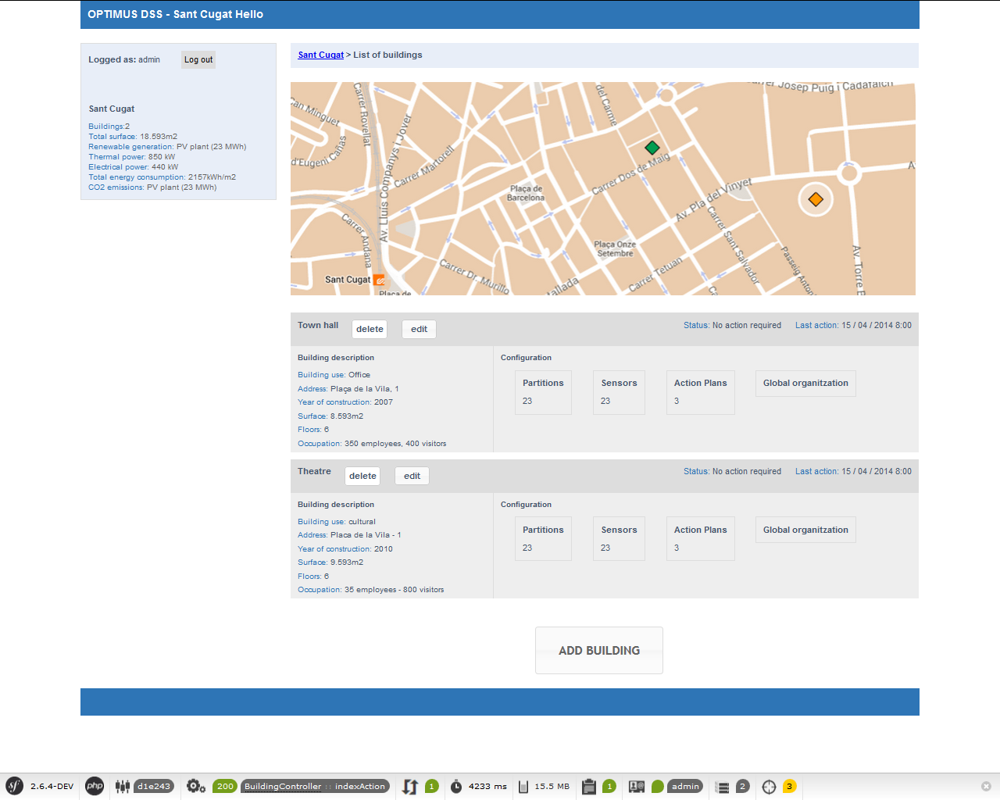 OPTIMUS DSS - Sant Cugat Hello
Logged as: admin
Log out
Sant Cugat
Buildings:2
Total surface: 18.593m2
Renewable generation: PV plant (23 MWh)
Thermal power: 850 kW
Electrical power: 440 kW
Total energy consumption: 2157kWh/m2
CO2 emissions: PV plant (23 MWh)
Sant Cugat > List of buildings
Carrer Rovellat
del Carme
Josep Puig i Cadafalch
Can Minguet
d'Eugeni Cañas
Av. Lluís Companys i Jover
Carrer Martorell
Carrer Dos de Maig
Plaça de
Barcelona
Av. Pla del Vinyet
Carrer Andana
Plaça Onze
Setembre
Carrer Sant Salvador
Passeig Anton
Av. Torre B
Carrer Dr. Murillo
Carrer Tetuan
Sant Cugat
Plaça de
Town hall
delete
edit
Status: No action required
Last action: 15 / 04 / 2014 8:00
Building description
Building use: Office
Address: Plaça de la Vila, 1
Year of construction: 2007
Surface: 8.593m2
Floors: 6
Occupation: 350 employees, 400 visitors
Configuration
Partitions
23
Sensors
23
Action Plans
3
Global organitzation
Theatre
delete
edit
Status: No action required
Last action: 15 / 04 / 2014 8:00
Building description
Building use: cultural
Address: Placa de la Vila - 1
Year of construction: 2010
Surface: 9.593m2
Floors: 6
Occupation: 35 employees - 800 visitors
Configuration
Partitions
23
Sensors
23
Action Plans
3
Global organitzation
ADD BUILDING
sf 2.6.4-DEV php d1e243 200 BuildingController :: indexAction 1 4233 ms 15.5 MB 1 admin 2 3